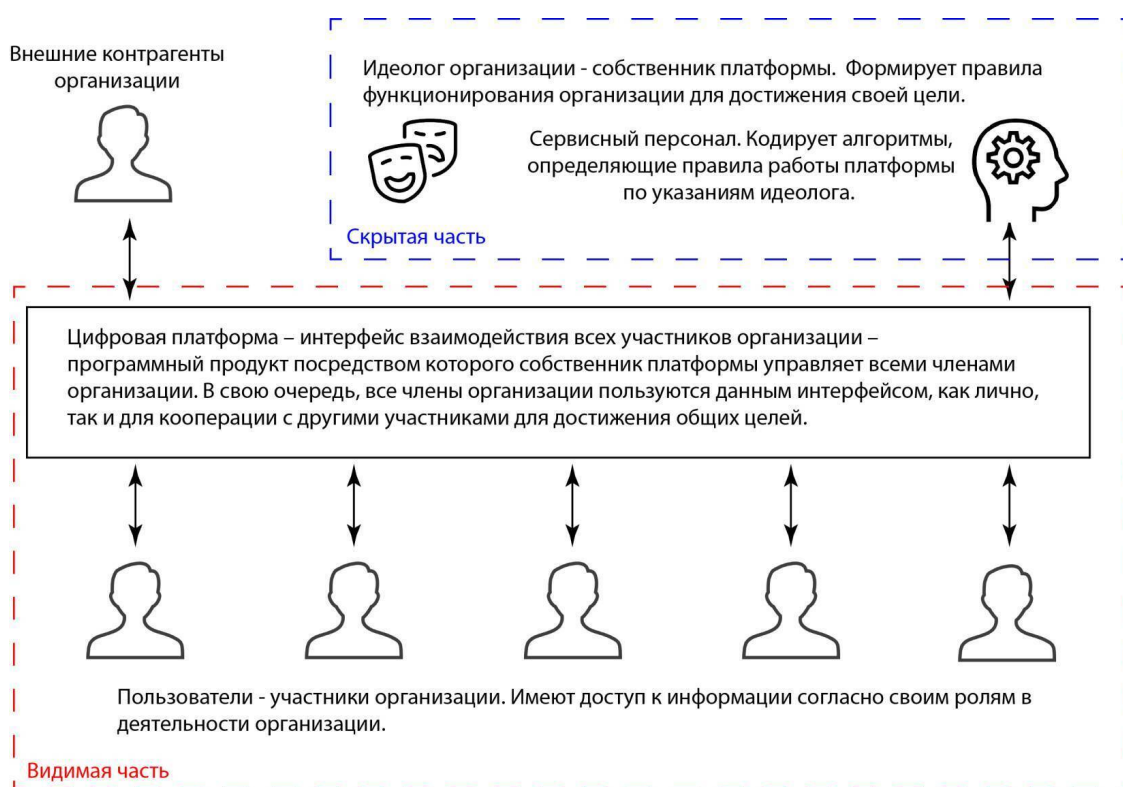 Внешние контрагенты
организации
Идеолог организации - собственник платформы. Формирует правила
функционирования организации для достижения своей цели.
Сервисный персонал. Кодирует алгоритмы,
определяющие правила работы платформы
по указаниям идеолога.
Скрытая часть
Цифровая платформа – интерфейс взаимодействия всех участников организации –
программный продукт посредством которого собственник платформы управляет всеми членами
организации. В свою очередь, все члены организации пользуются данным интерфейсом, как лично,
так и для кооперации с другими участниками для достижения общих целей.
Пользователи - участники организации. Имеют доступ к информации согласно своим ролям в
деятельности организации.
Видимая часть